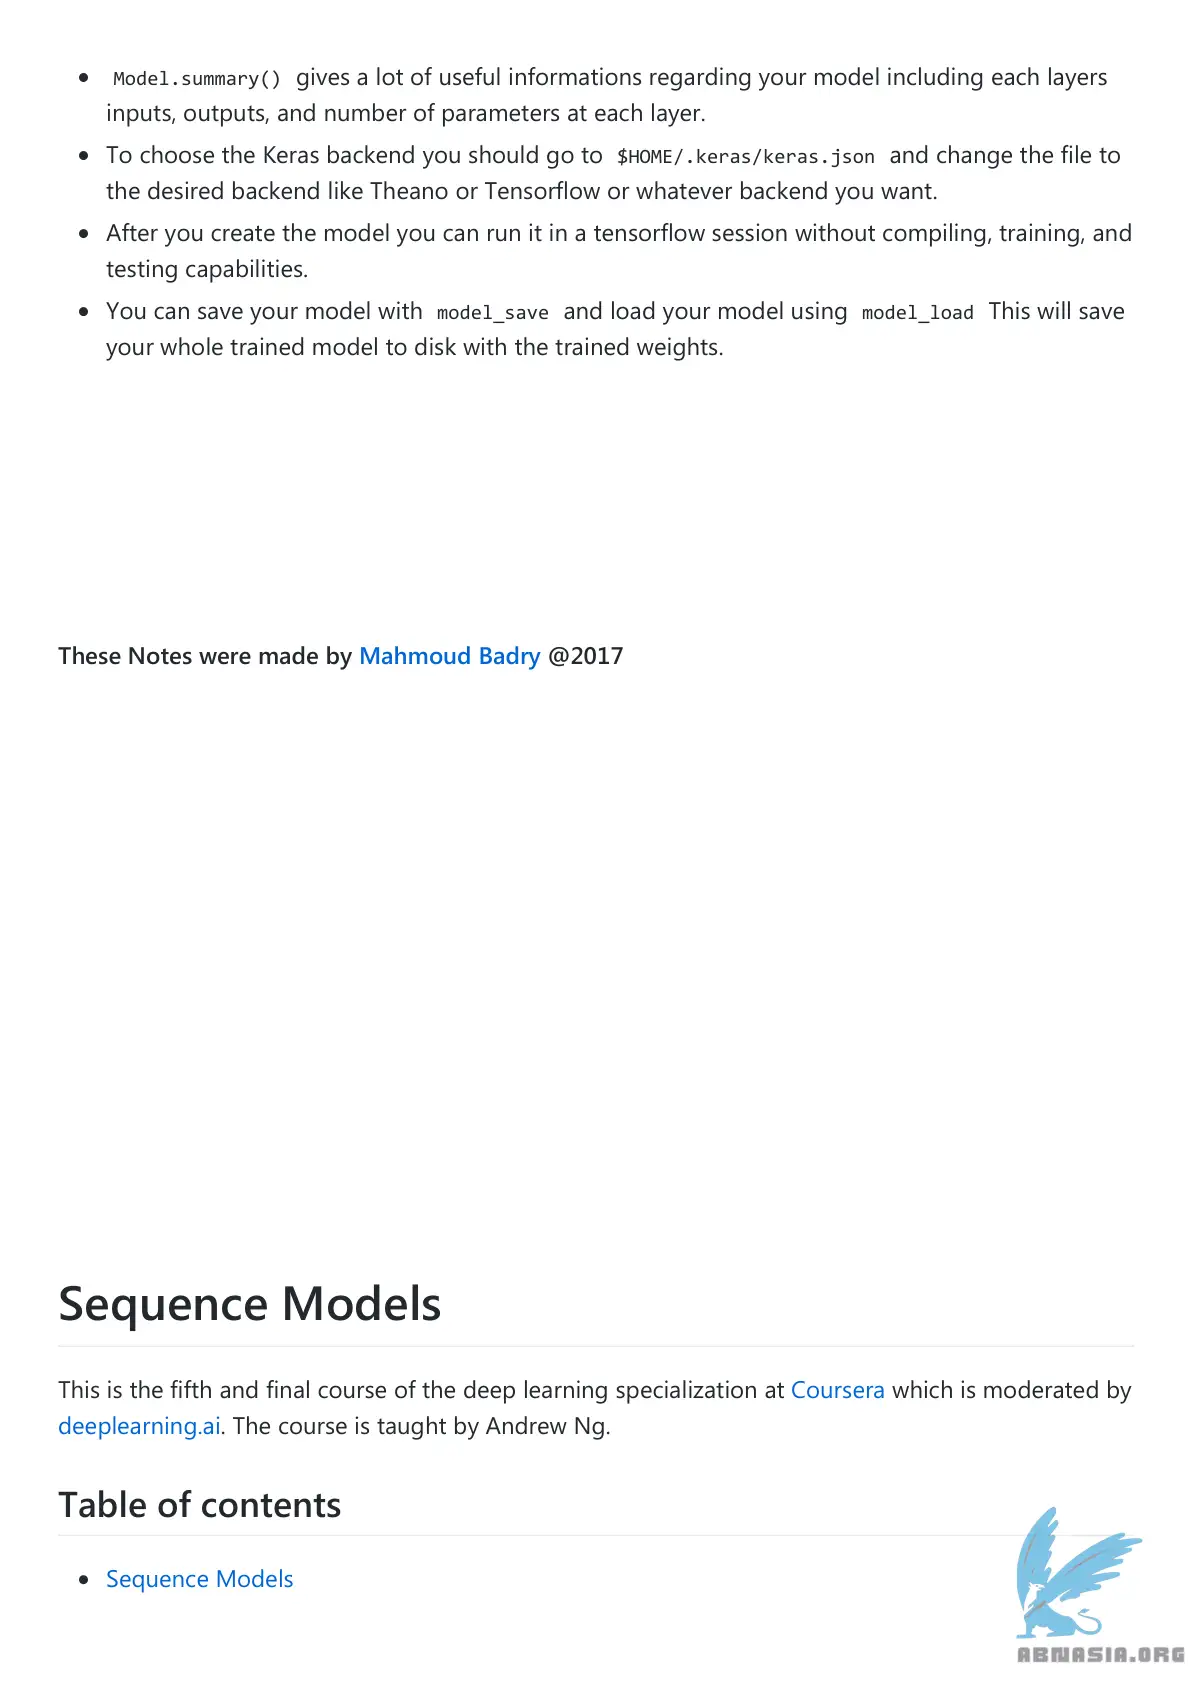 Model.summary() gives a lot of useful informations regarding your model including each layers
inputs, outputs, and number of parameters at each layer.
To choose the Keras backend you should go to $HOME/.keras/keras.json and change the file to
the desired backend like Theano or Tensorflow or whatever backend you want.
After you create the model you can run it in a tensorflow session without compiling, training, and
testing capabilities.
You can save your model with model_save and load your model using model_load This will save
your whole trained model to disk with the trained weights.
These Notes were made by Mahmoud Badry @2017
Sequence Models
This is the fifth and final course of the deep learning specialization at Coursera which is moderated by
deeplearning.ai. The course is taught by Andrew Ng.
Table of contents
Sequence Models
ABNASIA.ORG